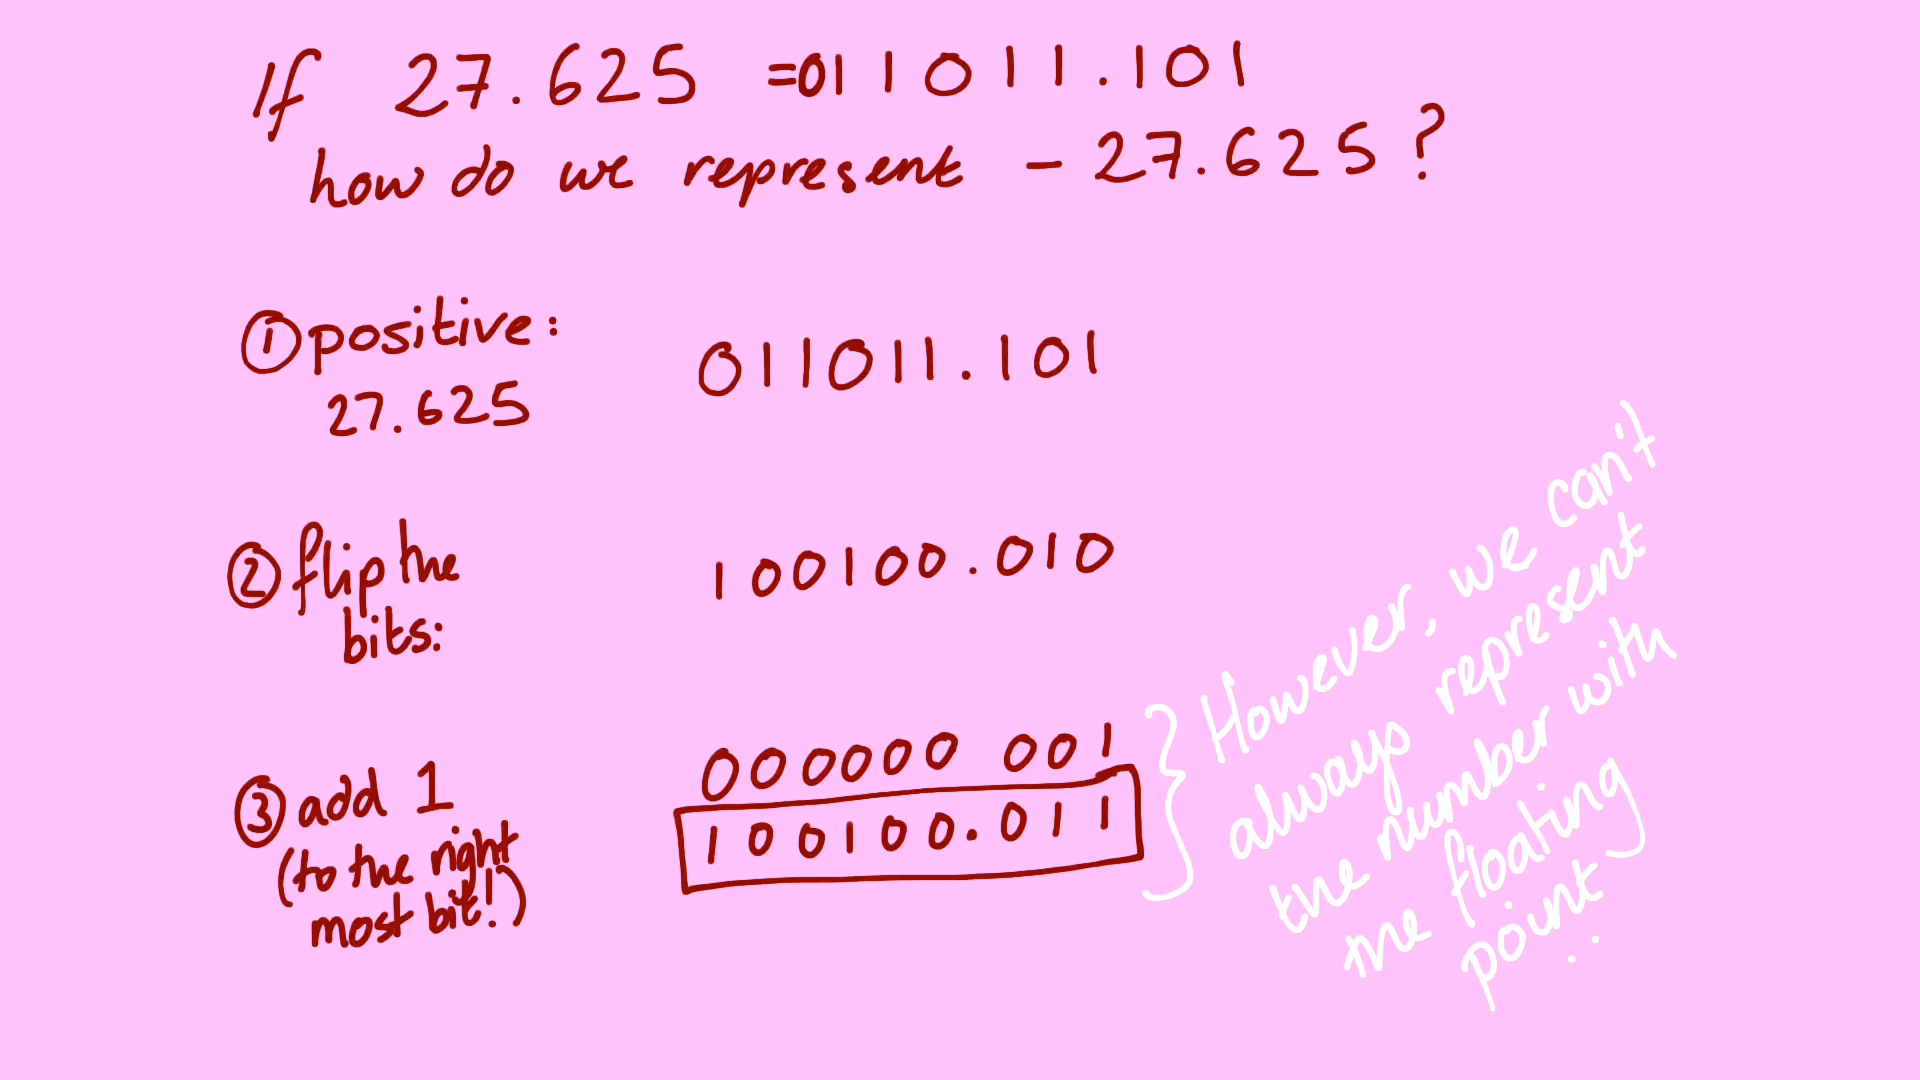 If 27.625 =011011.101
how do we represent -27.625?
① positive:
27.625
011011.101
② flip the
bits:
100100.010
③ add 1
(to the right
most bit!)
000000 001
100100.011
However, we can't
always represent
the number with
the floating
point..